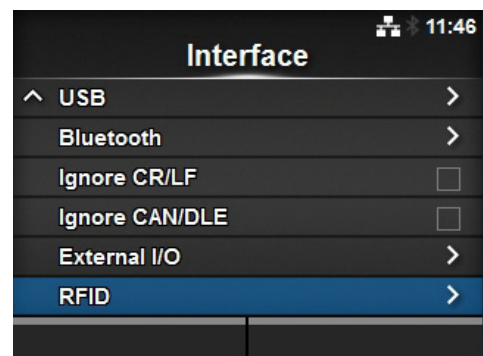 11:46
Interface
USB
Bluetooth
Ignore CR/LF
Ignore CAN/DLE
External I/O
RFID